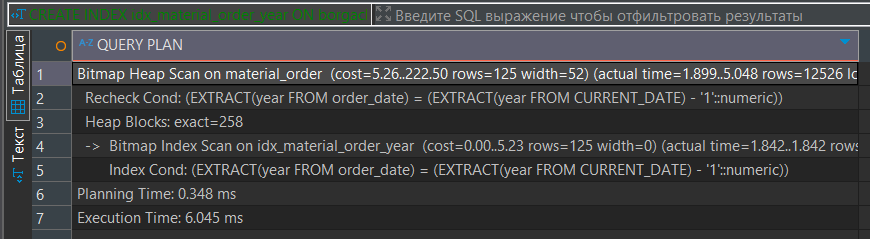 CREATE INDEX idx_material_order_year ON borgacl
Введите SQL выражение чтобы отфильтровать результаты
Таблица
Текст
A-Z QUERY PLAN
1 Bitmap Heap Scan on material_order (cost=5.26..222.50 rows=125 width=52) (actual time=1.899..5.048 rows=12526 lo
2 Recheck Cond: (EXTRACT(year FROM order_date) = (EXTRACT(year FROM CURRENT_DATE) - '1'::numeric))
3 Heap Blocks: exact=258
4 -> Bitmap Index Scan on idx_material_order_year (cost=0.00..5.23 rows=125 width=0) (actual time=1.842..1.842 rows
5 Index Cond: (EXTRACT(year FROM order_date) = (EXTRACT(year FROM CURRENT_DATE) - '1'::numeric))
6 Planning Time: 0.348 ms
7 Execution Time: 6.045 ms